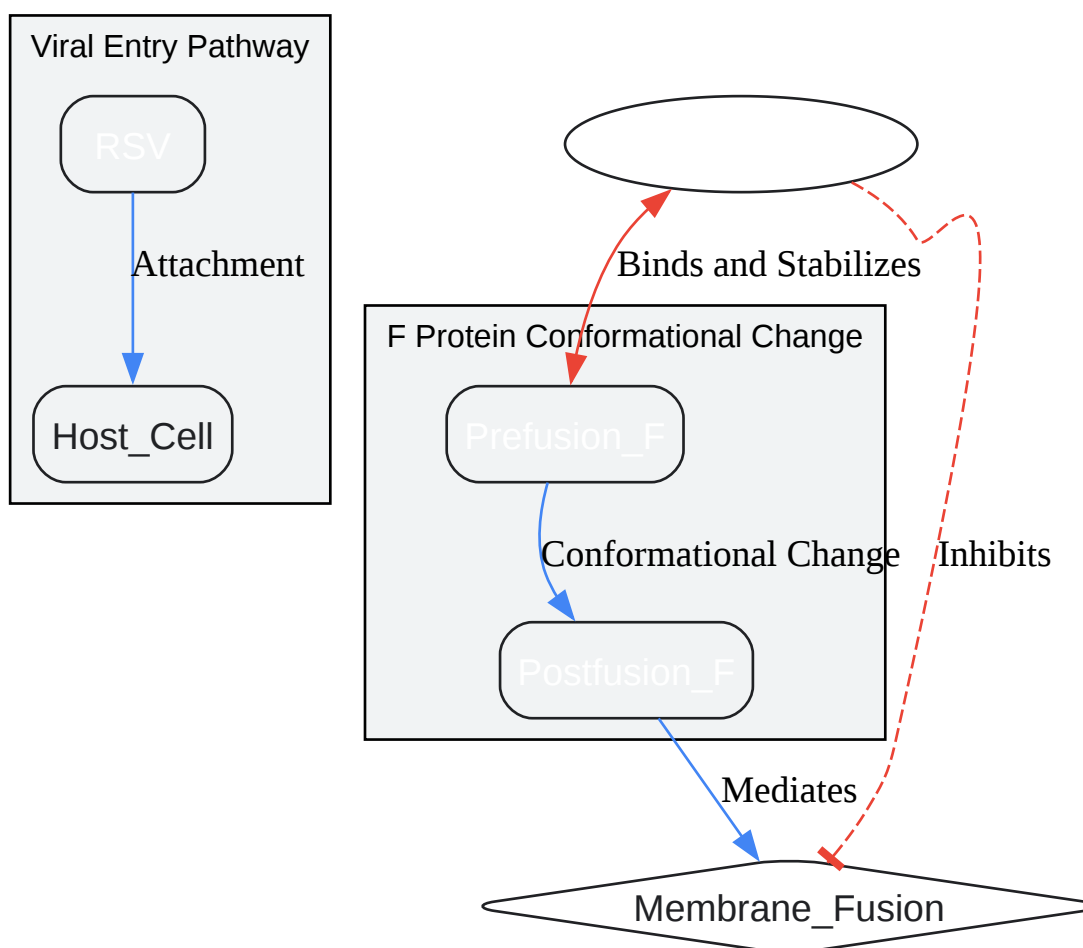 Viral Entry Pathway
RSV
Attachment
Host_Cell
Binds and Stabilizes
F Protein Conformational Change
Prefusion_F
Conformational Change
Inhibits
Postfusion_F
Mediates
Membrane_Fusion